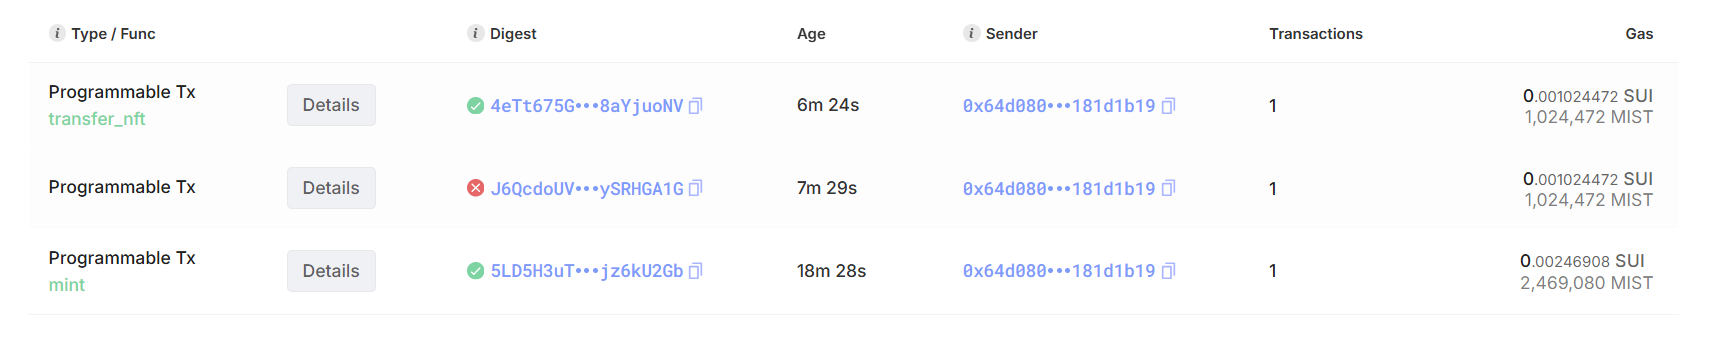 Type / Func Digest Age Sender Transactions Gas
Programmable Tx
transfer_nft
Details 4eTt675G•••8aYjuoNV 6m 24s 0x64d080•••181d1b19 1
0.001024472 SUI
1,024,472 MIST
Programmable Tx Details J6QcdoUV•••ySRHGA1G 7m 29s 0x64d080•••181d1b19 1
0.001024472 SUI
1,024,472 MIST
Programmable Tx
mint
Details 5LD5H3uT•••jz6kU2Gb 18m 28s 0x64d080•••181d1b19 1
0.00246908 SUI
2,469,080 MIST